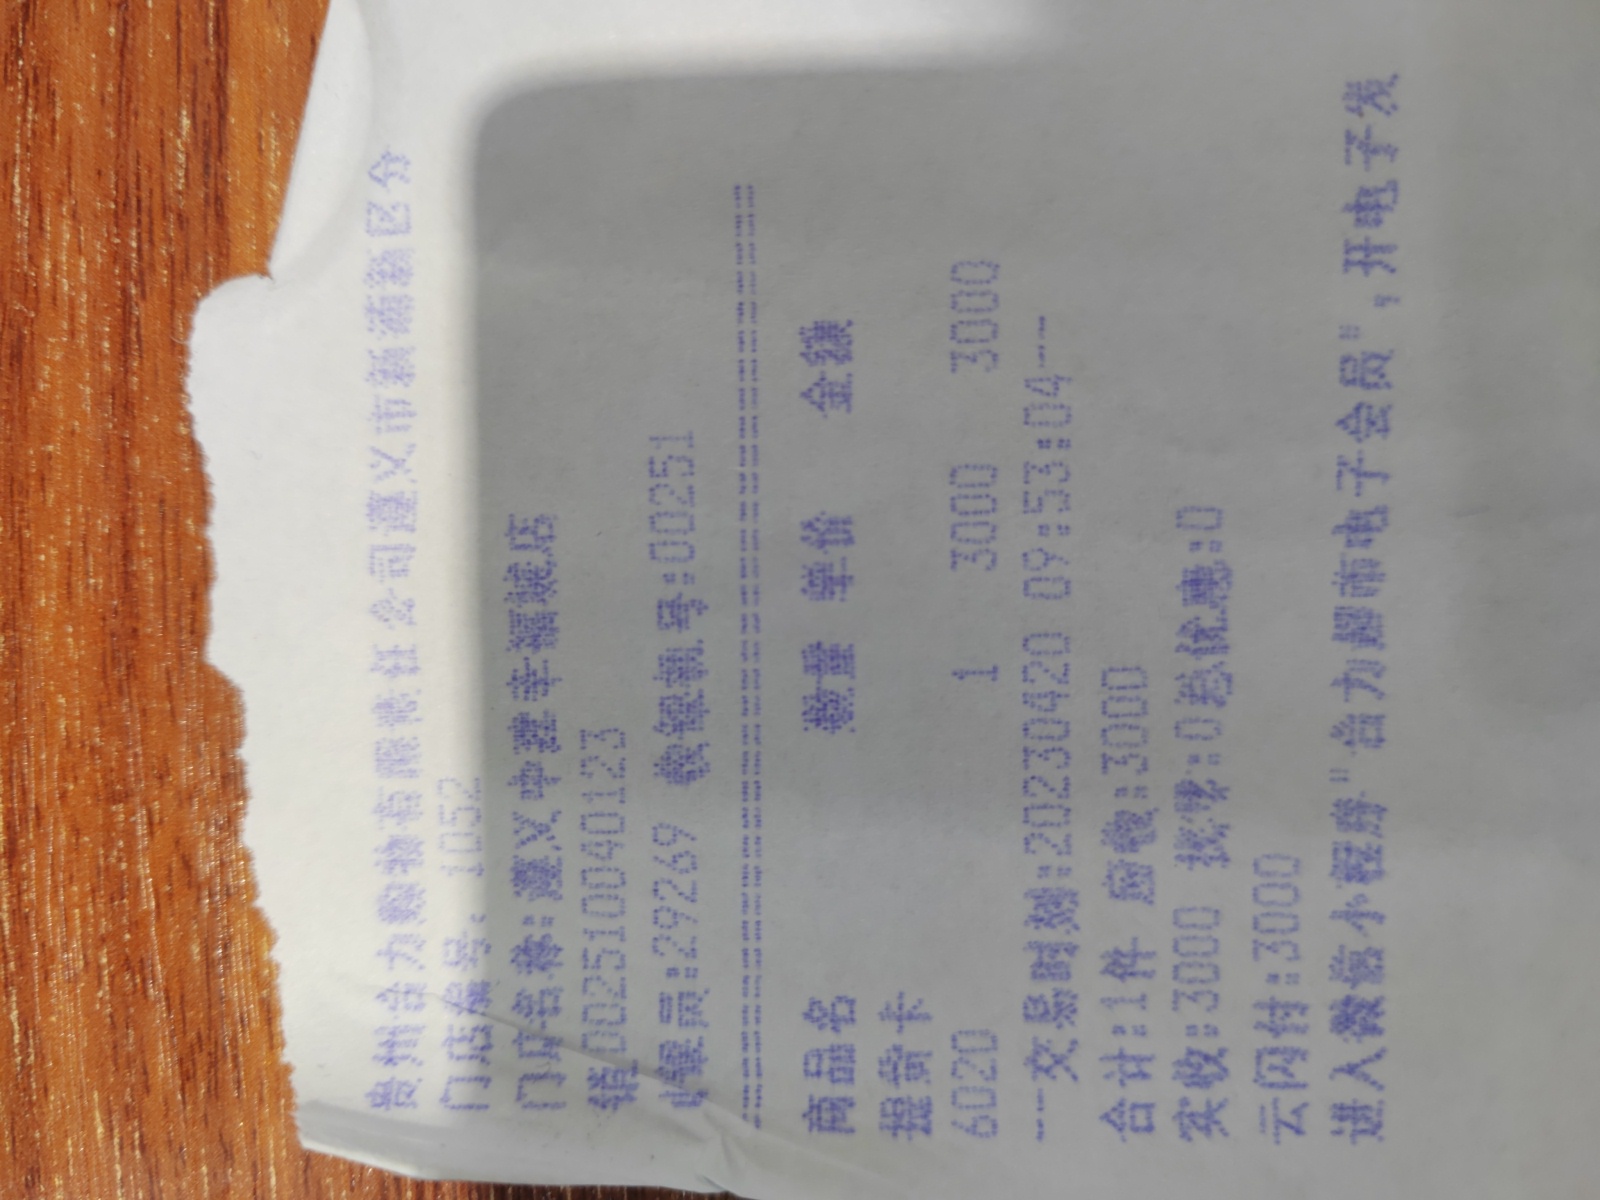 贵州合力购物有限责任公司遵义市新蒲新区分
门店编号: 1052
门店名称:遵义中建幸福城店
销 0025100400123
收银员:29269 收银机号:00251
==========================================
商品名 数量 单价 金额
提货卡
6020 1 3000 3000
---交易时刻:20230420 09:53:04---
合计:1件 应收:3000
实收:3000 找零:0总优惠:0
云闪付:3000
进入微信小程序"合力超市电子会员",开电子发